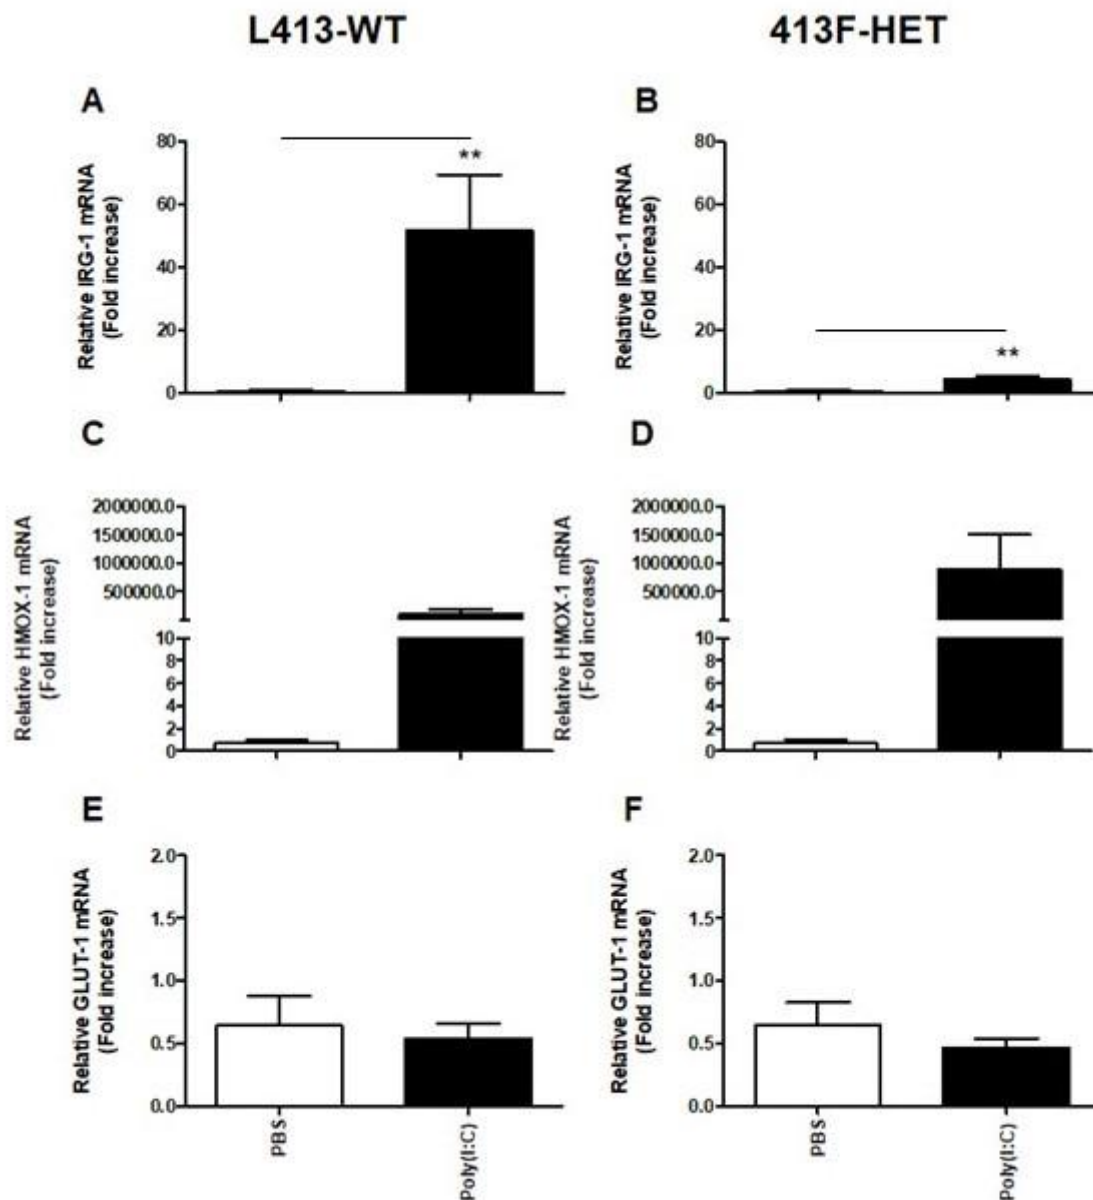 L413-WT 413F-HET
A B
Relative IRG-1 mRNA
(Fold increase)
80
60
40
20
0
**
Relative IRG-1 mRNA
(Fold increase)
80
60
40
20
0
**
C D
Relative HMOX-1 mRNA
(Fold increase)
2000000.0
1500000.0
1000000.0
500000.0
10
8
6
4
2
0
Relative HMOX-1 mRNA
(Fold increase)
2000000.0
1500000.0
1000000.0
500000.0
10
8
6
4
2
0
E F
Relative GLUT-1 mRNA
(Fold increase)
2.0
1.5
1.0
0.5
0.0
PBS
Poly(I:C)
Relative GLUT-1 mRNA
(Fold increase)
2.0
1.5
1.0
0.5
0.0
PBS
Poly(I:C)